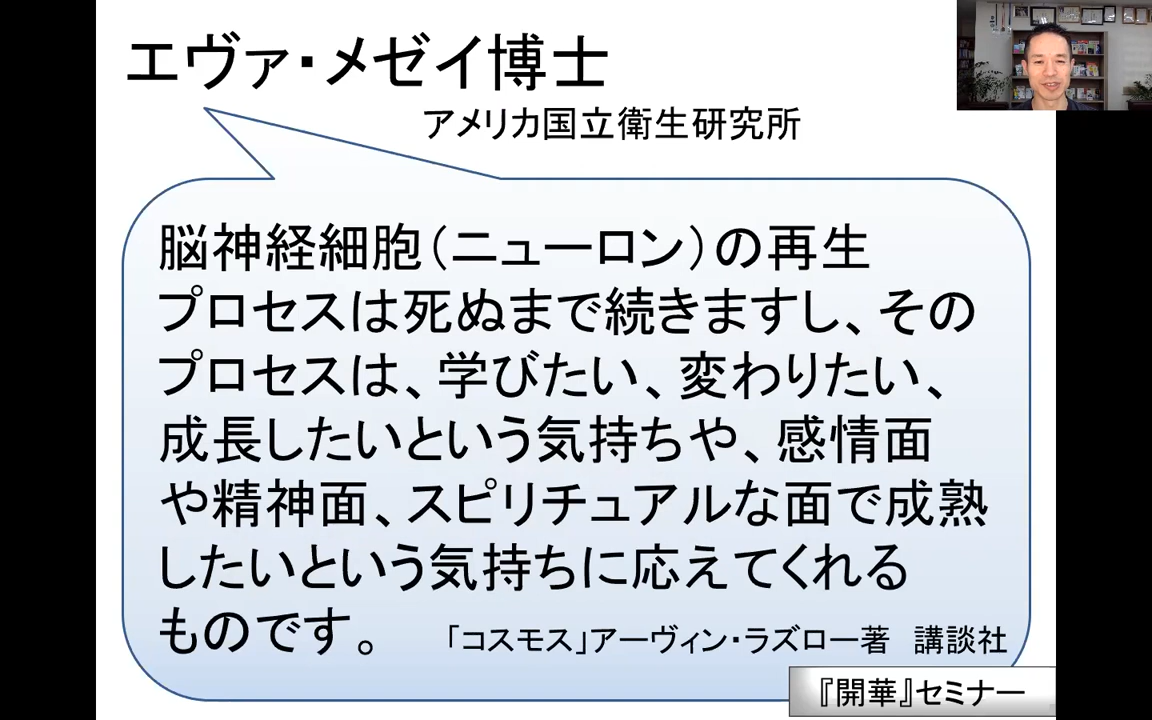 エヴァ・メゼイ博士
アメリカ国立衛生研究所
脳神経細胞(ニューロン)の再生
プロセスは死ぬまで続きますし、その
プロセスは、学びたい、変わりたい、
成長したいという気持ちや、感情面
や精神面、スピリチュアルな面で成熟
したいという気持ちに応えてくれる
ものです。 「コスモス」アーヴィン・ラズロー著 講談社
『開華』セミナー